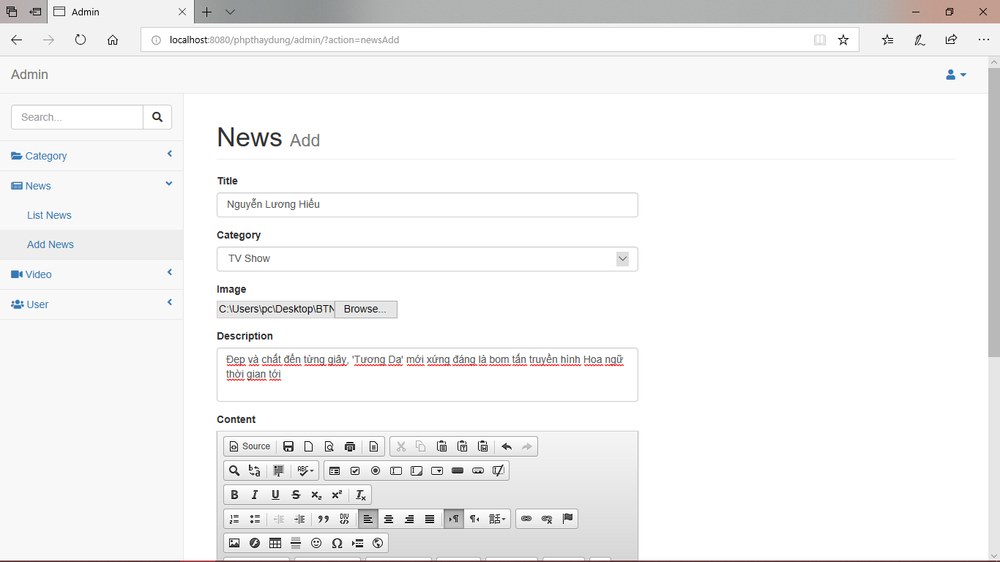 Admin
localhost:8080/phpthaydung/admin/?action=newsAdd
Admin
Search...
Category
News
List News
Add News
Video
User
News Add
Title
Nguyễn Lương Hiếu
Category
TV Show
Image
C:\Users\pc\Desktop\BTN
Browse...
Description
Đẹp và chất đến từng giây, 'Tương Dạ' mới xứng đáng là bom tấn truyền hình Hoa ngữ
thời gian tới
Content
Source